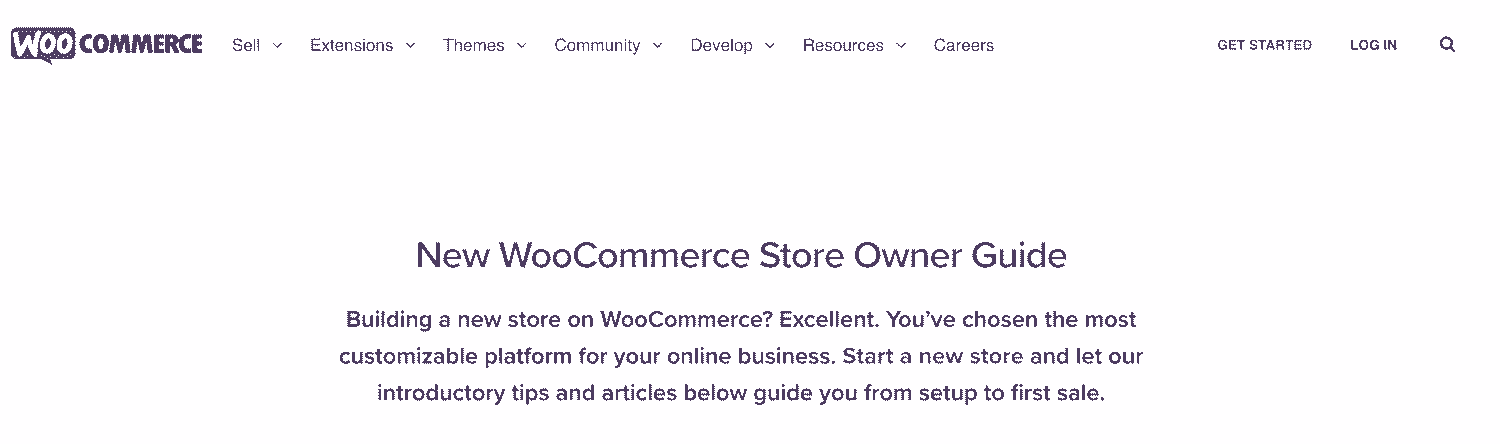 WOO COMMERCE Sell Extensions Themes Community Develop Resources Careers GET STARTED LOG IN
New WooCommerce Store Owner Guide
Building a new store on WooCommerce? Excellent. You've chosen the most
customizable platform for your online business. Start a new store and let our
introductory tips and articles below guide you from setup to first sale.